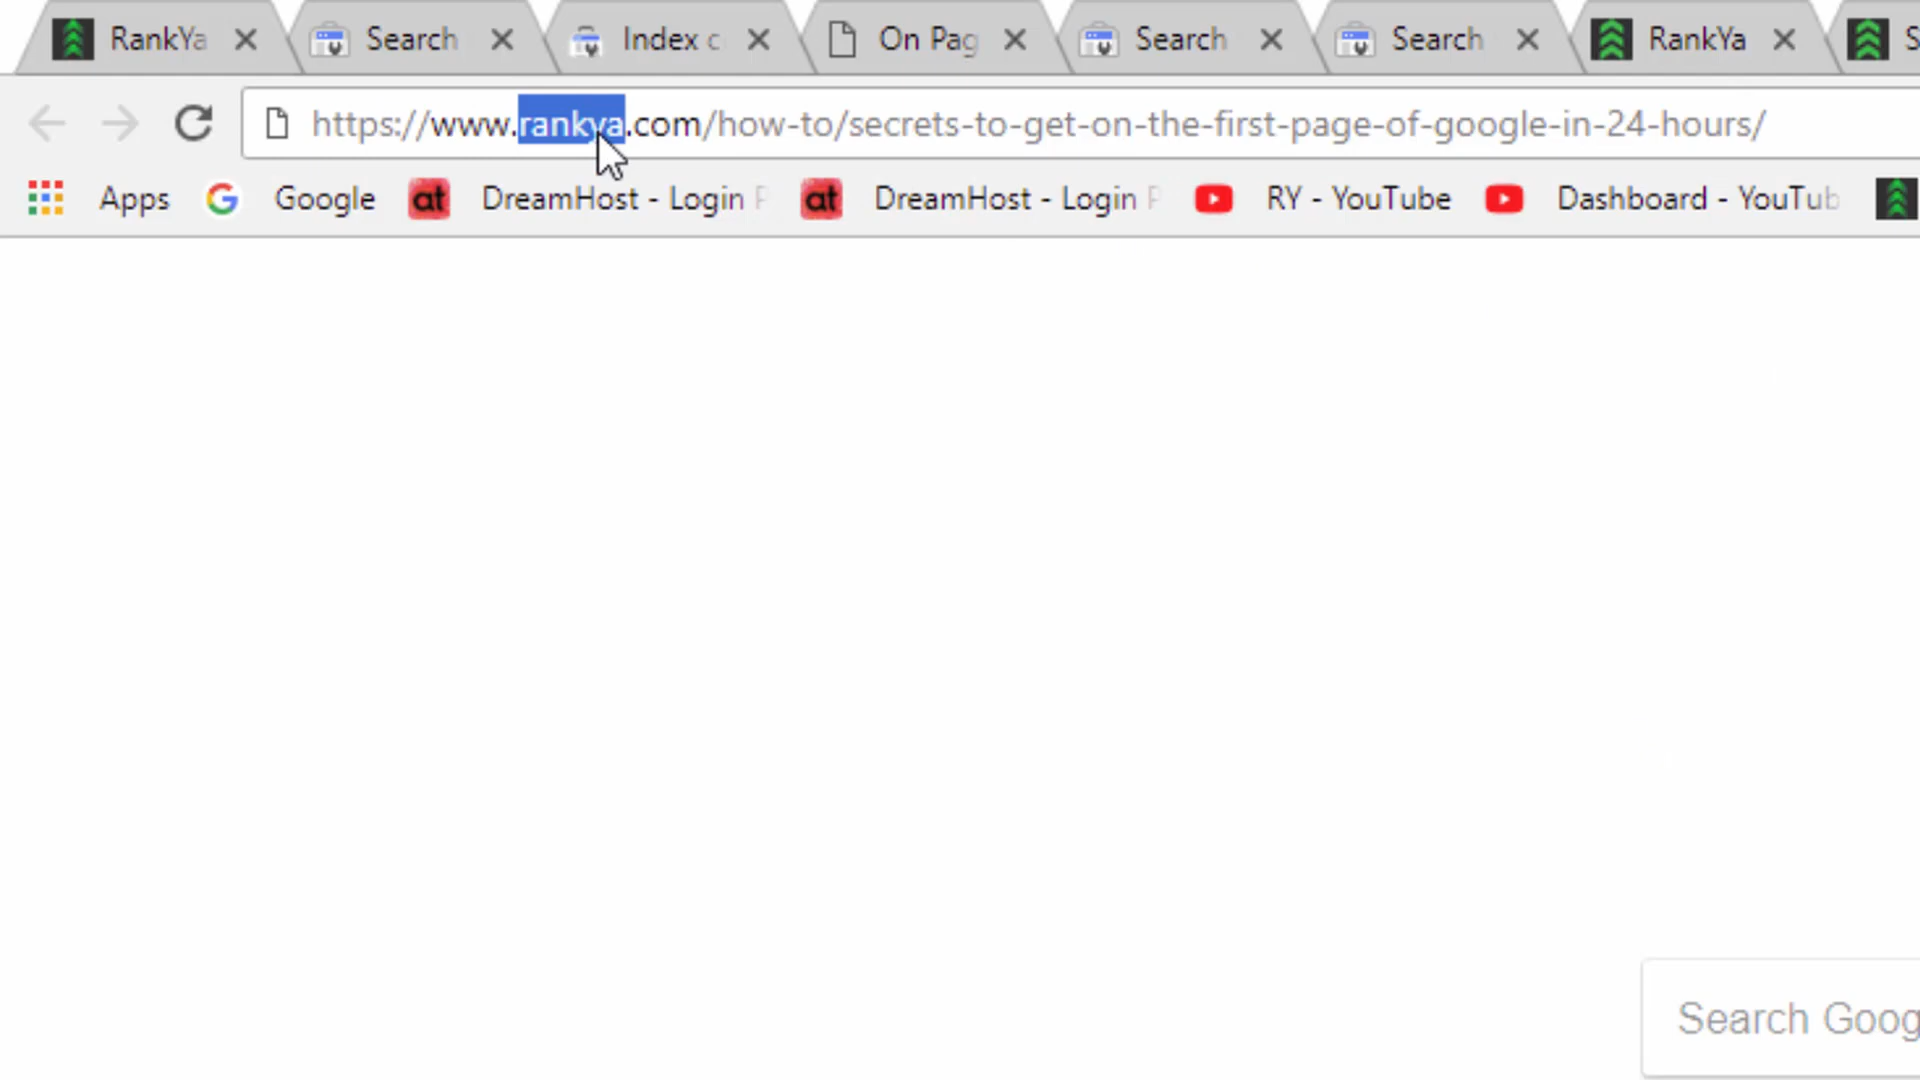 RankYa Search Index c On Pag Search Search RankYa S
https://www.rankya.com/how-to/secrets-to-get-on-the-first-page-of-google-in-24-hours/
Apps Google at DreamHost - Login P at DreamHost - Login P RY - YouTube Dashboard - YouTub
Search Goog